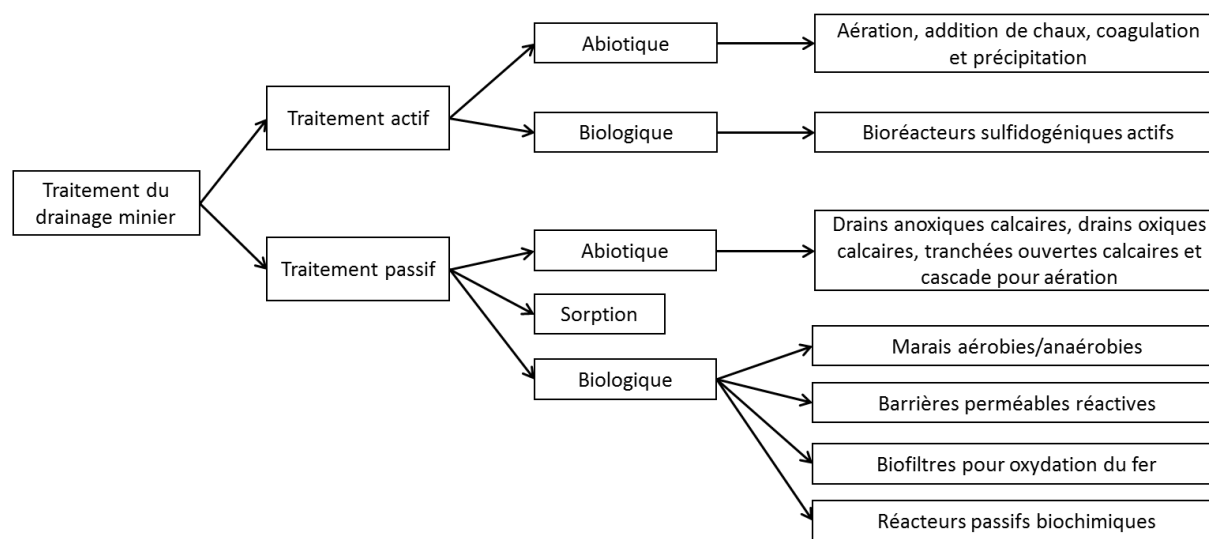 Traitement du
drainage minier
Traitement actif
Abiotique
Aération, addition de chaux, coagulation
et précipitation
Biologique
Bioréacteurs sulfidogéniques actifs
Traitement passif
Abiotique
Drains anoxiques calcaires, drains oxiques
calcaires, tranchées ouvertes calcaires et
cascade pour aération
Sorption
Biologique
Marais aérobies/anaérobies
Barrières perméables réactives
Biofiltres pour oxydation du fer
Réacteurs passifs biochimiques